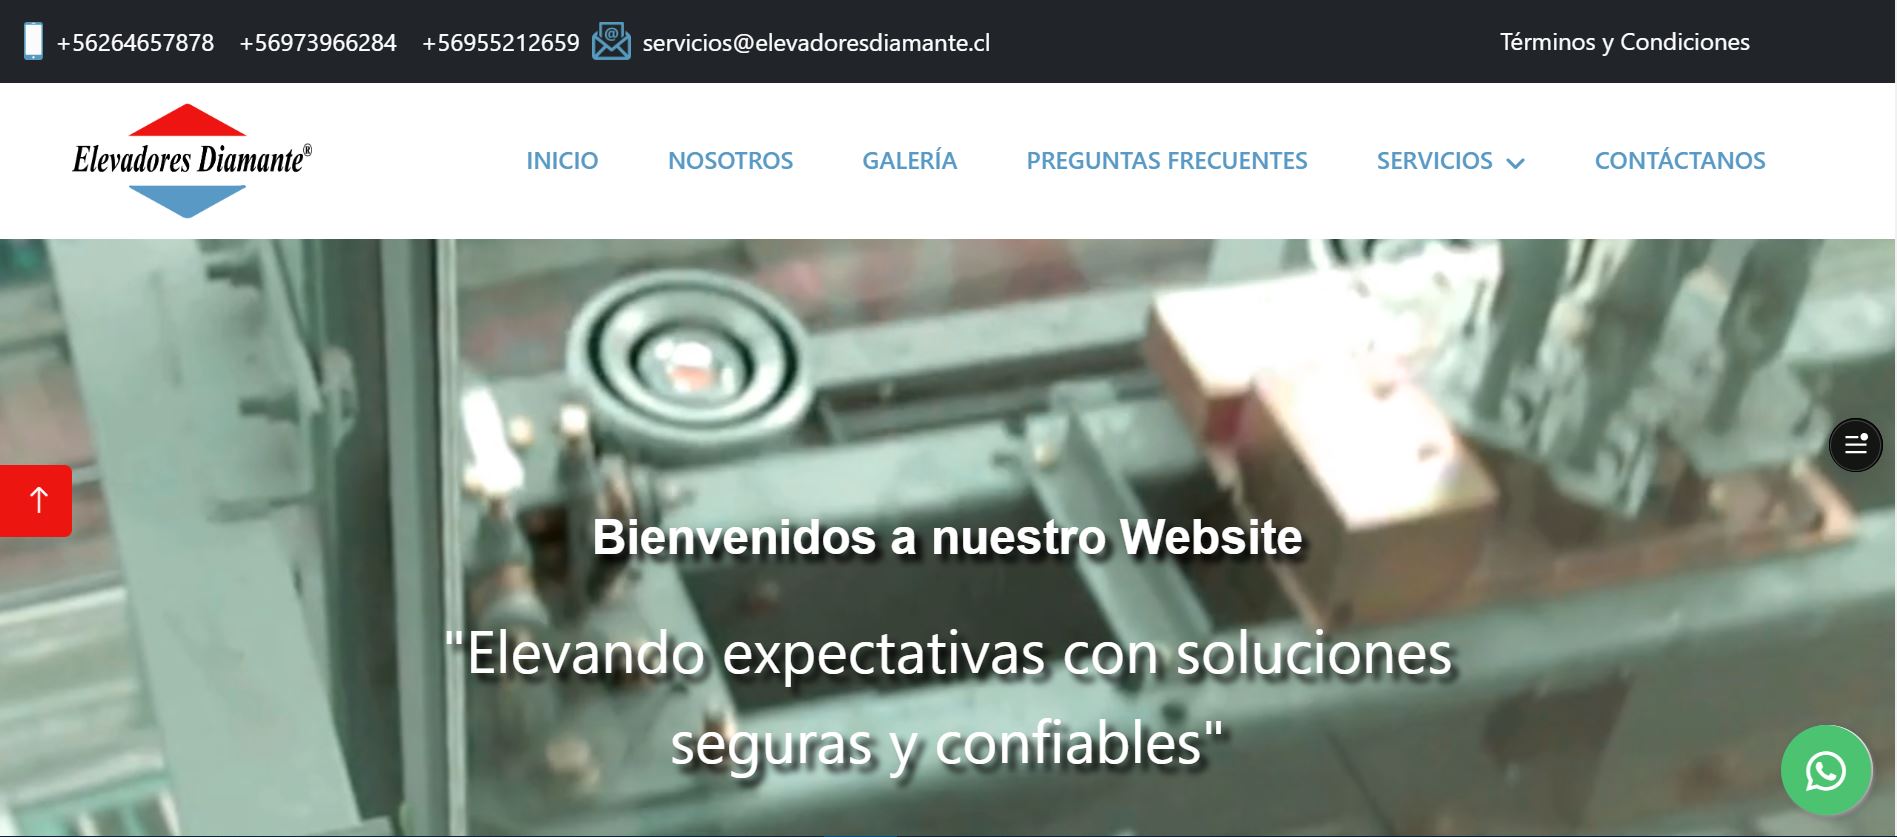 +56264657878 +56973966284 +56955212659 servicios@elevadoresdiamante.cl Términos y Condiciones
Elevadores Diamante®
INICIO NOSOTROS GALERÍA PREGUNTAS FRECUENTES SERVICIOS CONTÁCTANOS
Bienvenidos a nuestro Website
"Elevando expectativas con soluciones
seguras y confiables"